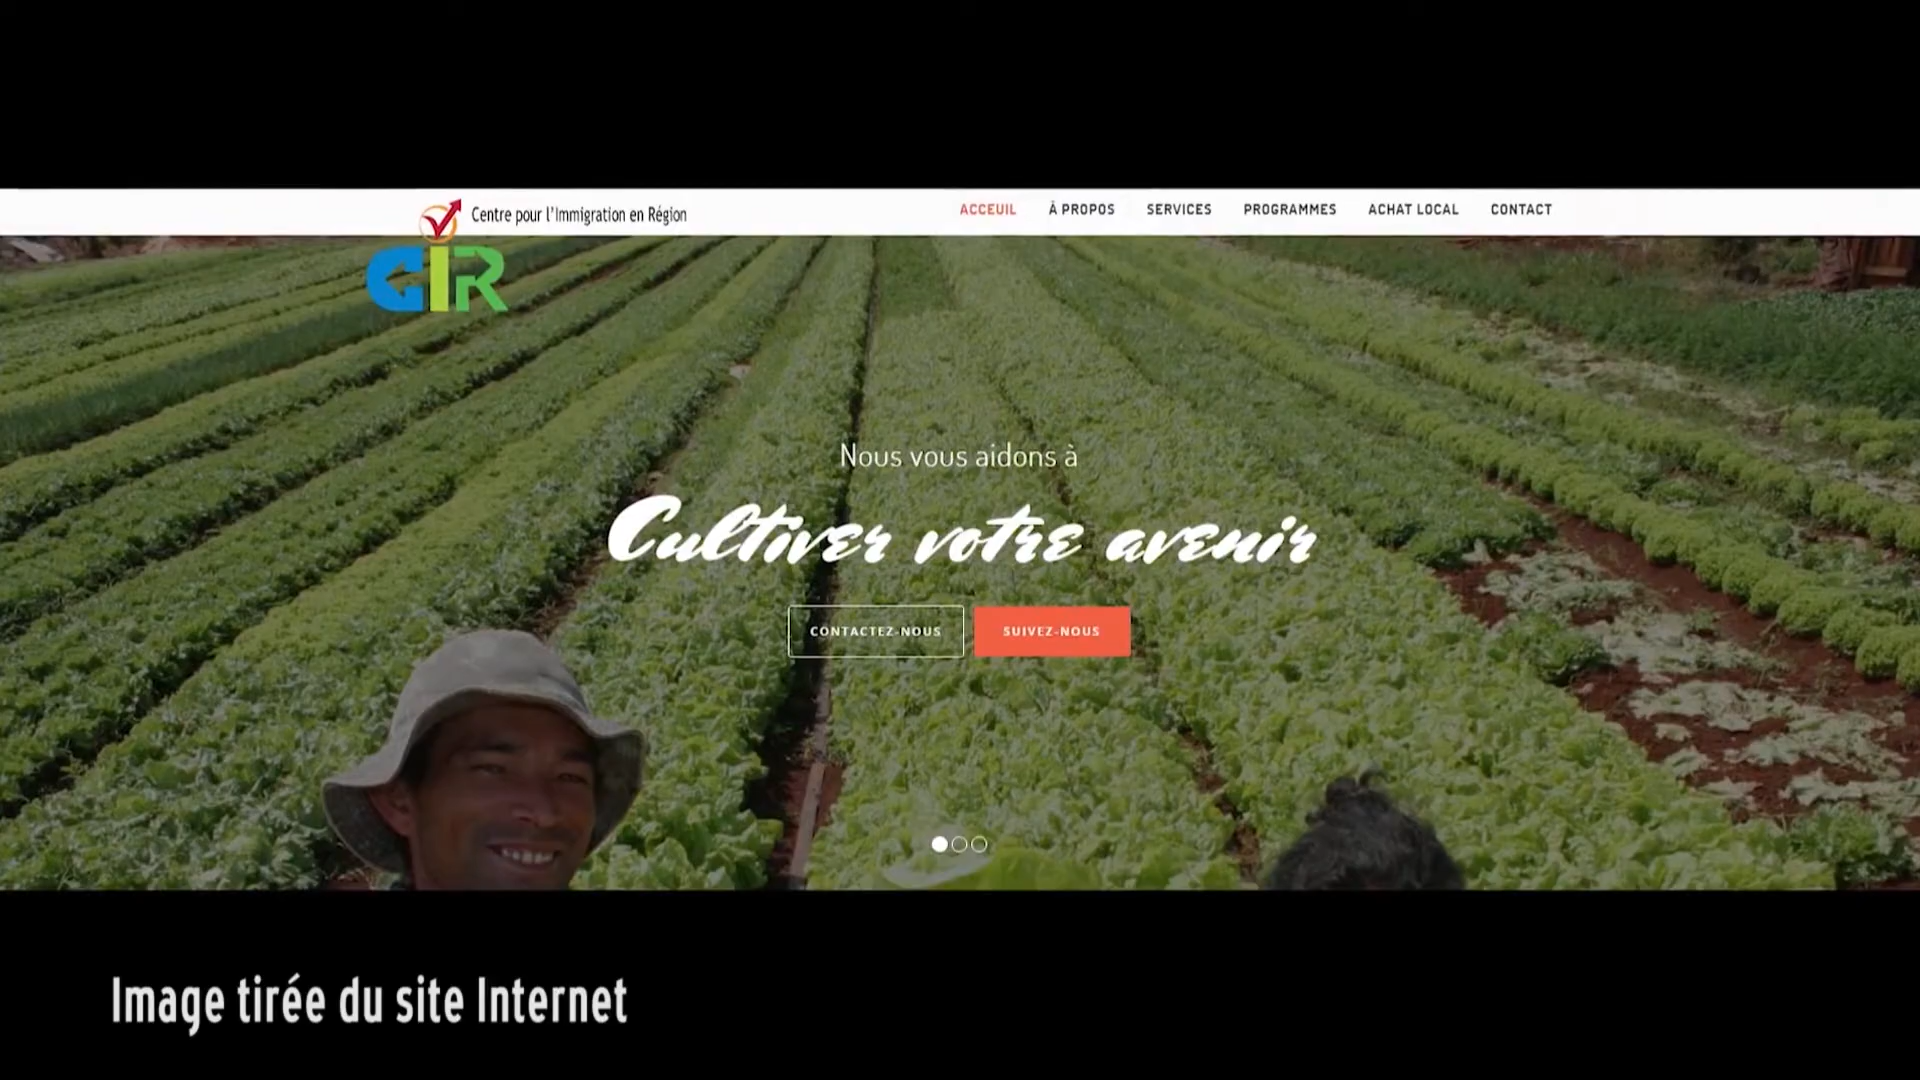 Centre pour l'Immigration en Région
CIR
ACCEUIL À PROPOS SERVICES PROGRAMMES ACHAT LOCAL CONTACT
Nous vous aidons à
Cultiver votre avenir
CONTACTEZ-NOUS SUIVEZ-NOUS
Image tirée du site Internet